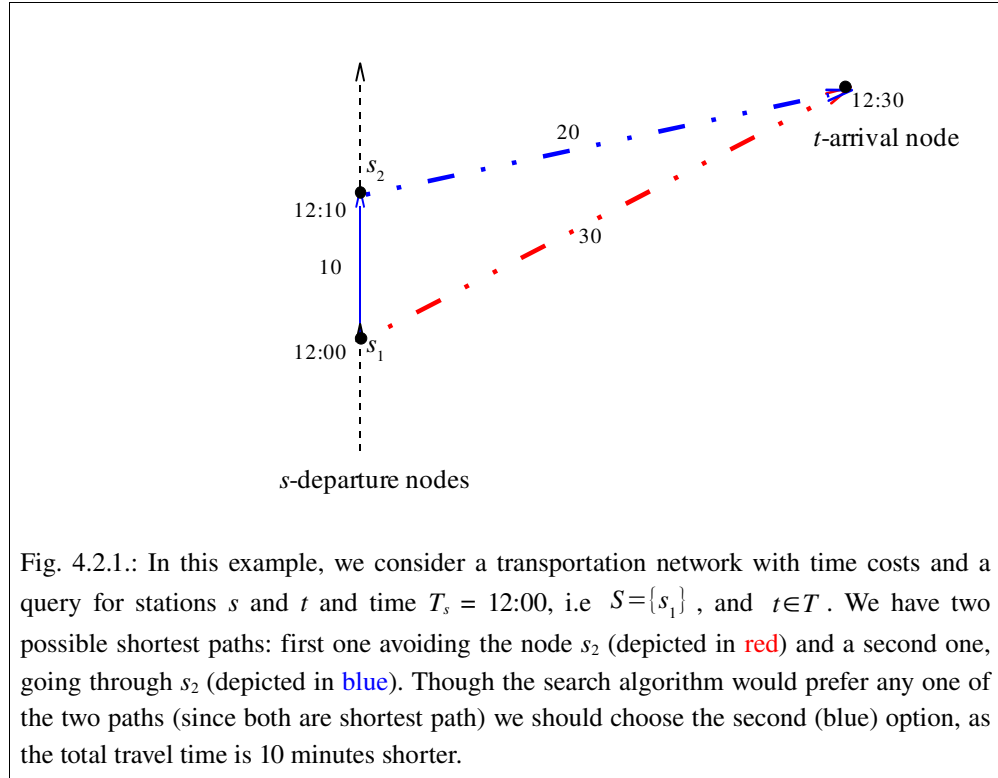 12:30
20
t-arrival node
s2
12:10
30
10
12:00
s1
s-departure nodes
Fig. 4.2.1.: In this example, we consider a transportation network with time costs and a
query for stations s and t and time Ts = 12:00, i.e S={s1} , and t∈T . We have two
possible shortest paths: first one avoiding the node s2 (depicted in red) and a second one,
going through s2 (depicted in blue). Though the search algorithm would prefer any one of
the two paths (since both are shortest path) we should choose the second (blue) option, as
the total travel time is 10 minutes shorter.